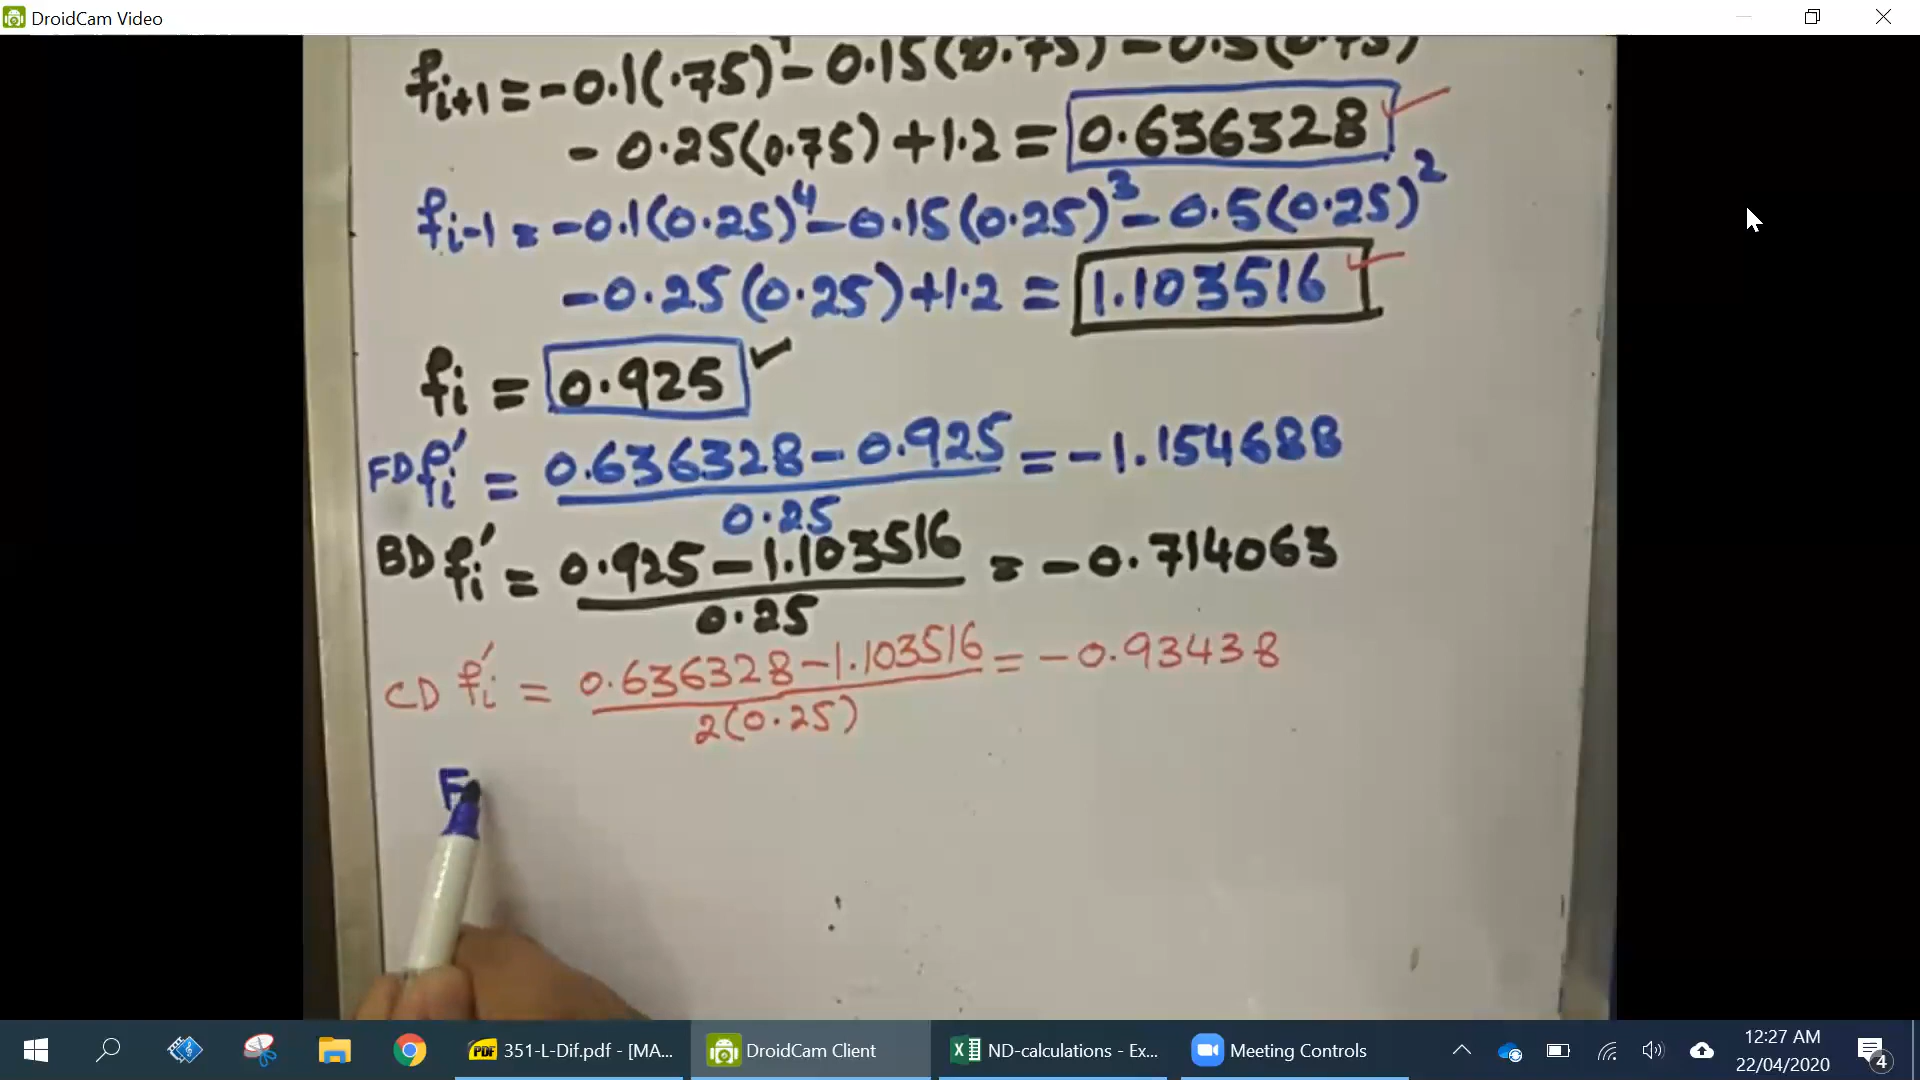 DroidCam Video
fi+1 = -0.1(.75)⁴ - 0.15(0.75) - 0.5(0.75)
- 0.25(0.75) + 1.2 = 0.636328
fi-1 = -0.1(0.25)⁴ - 0.15(0.25)³ - 0.5(0.25)²
-0.25(0.25) + 1.2 = 1.103516
fi = 0.925
FD fi' = 0.636328 - 0.925 = -1.154688
0.25
BD fi' = 0.925 - 1.103516 = -0.714063
0.25
CD fi' = 0.636328 - 1.103516 = -0.93438
2(0.25)
F
351-L-Dif.pdf - [MA...
DroidCam Client
ND-calculations - Ex...
Meeting Controls
12:27 AM
22/04/2020
4